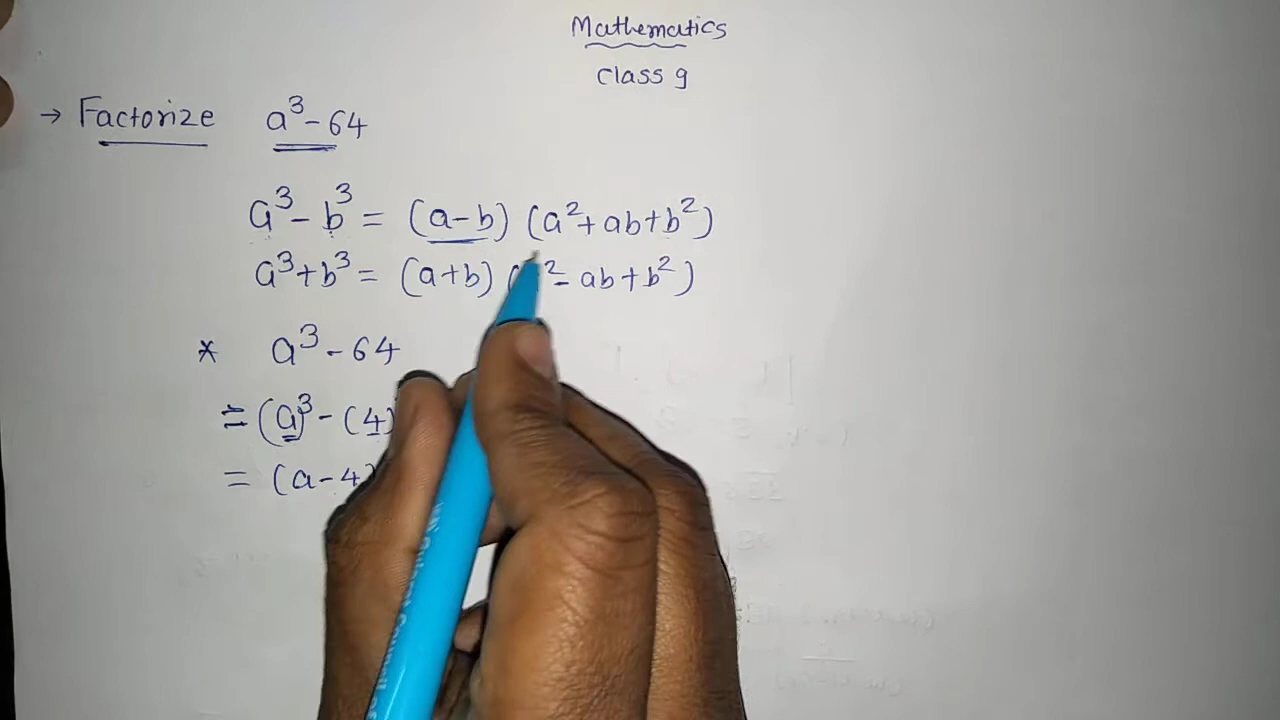 Mathematics
Class 9
→ Factorize a³-64
a³-b³ = (a-b) (a²+ab+b²)
a³+b³ = (a+b) ( ²-ab+b²)
* a³-64
= (a)³-(4)
= (a-4)